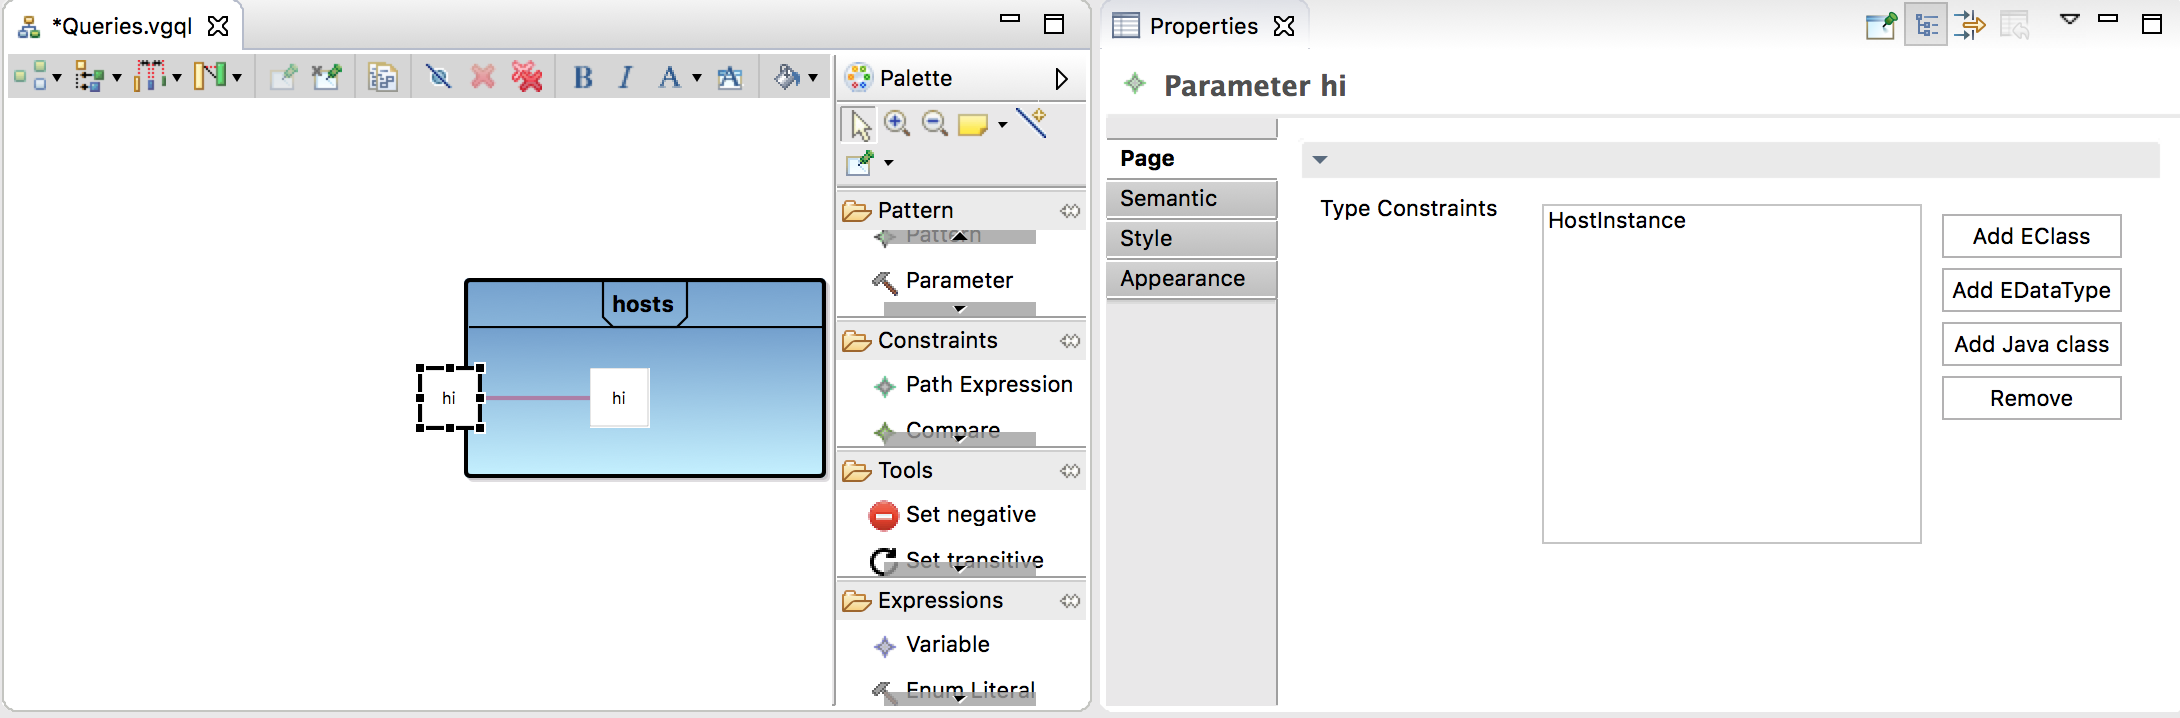 *Queries.vgql
B I A A
Palette
Pattern
Pattern
Parameter
Constraints
Path Expression
Compare
Tools
Set negative
Set transitive
Expressions
Variable
Enum Literal
hosts
hi
hi
Properties
Parameter hi
Page
Semantic
Style
Appearance
Type Constraints
HostInstance
Add EClass
Add EDataType
Add Java class
Remove